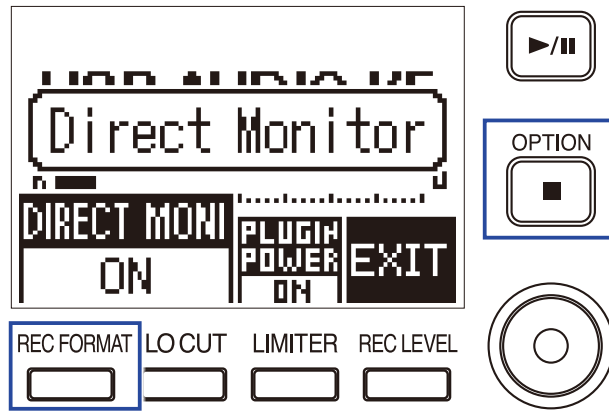 Direct Monitor
DIRECT MONI
ON
PLUGIN
POWER
ON
EXIT
OPTION
REC FORMAT
LO CUT
LIMITER
REC LEVEL